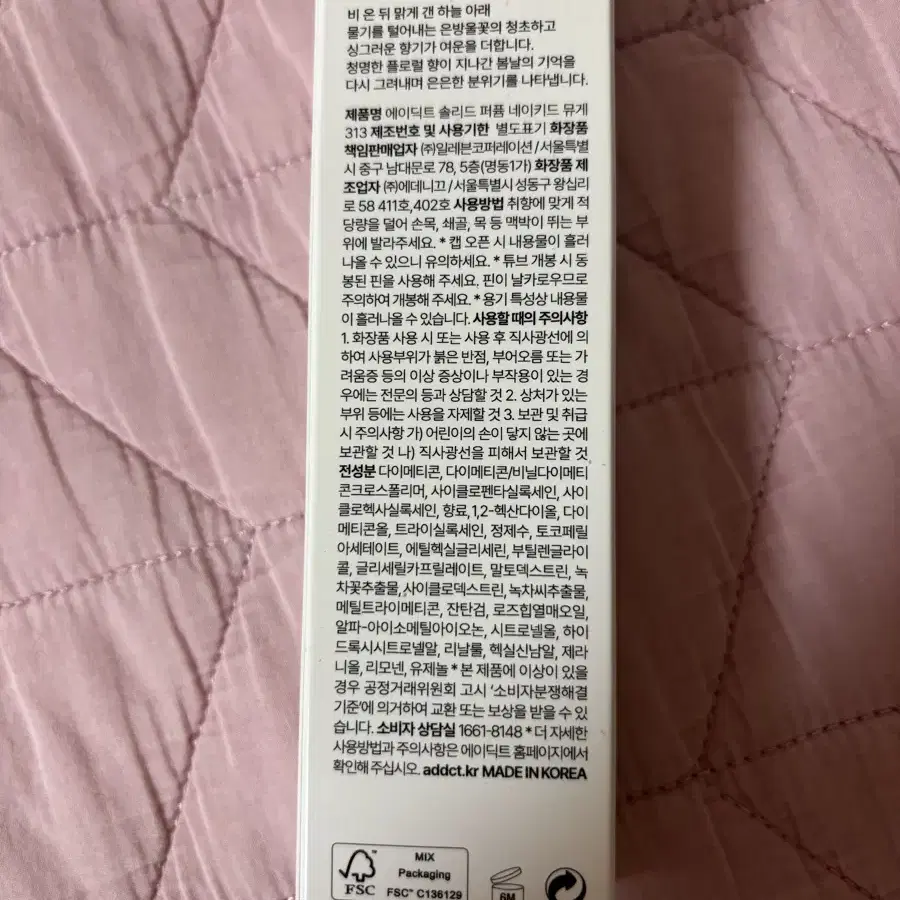 비 온 뒤 맑게 갠 하늘 아래
물기를 털어내는 은방울꽃의 청초하고
싱그러운 향기가 여운을 더합니다.
청명한 플로럴 향이 지나간 봄날의 기억을
다시 그려내며 은은한 분위기를 나타냅니다.
제품명 에이딕트 솔리드 퍼퓸 네이키드 뮤게
313 제조번호 및 사용기한 별도표기 화장품
책임판매업자 ㈜일레븐코퍼레이션 / 서울특별
시 중구 남대문로 78, 5층(명동1가) 화장품 제
조업자 ㈜에데니끄 / 서울특별시 성동구 왕십리
로 58 411호,402호 사용방법 취향에 맞게 적
당량을 덜어 손목, 쇄골, 목 등 맥박이 뛰는 부
위에 발라주세요. * 캡 오픈 시 내용물이 흘러
나올 수 있으니 유의하세요. * 튜브 개봉 시 동
봉된 핀을 사용해 주세요. 핀이 날카로우므로
주의하여 개봉해 주세요. * 용기 특성상 내용물
이 흘러나올 수 있습니다. 사용할 때의 주의사항
1. 화장품 사용 시 또는 사용 후 직사광선에 의
하여 사용부위가 붉은 반점, 부어오름 또는 가
려움증 등의 이상 증상이나 부작용이 있는 경
우에는 전문의 등과 상담할 것 2. 상처가 있는
부위 등에는 사용을 자제할 것 3. 보관 및 취급
시 주의사항 가) 어린이의 손이 닿지 않는 곳에
보관할 것 나) 직사광선을 피해서 보관할 것
전성분 다이메티콘, 다이메티콘/비닐다이메티
콘크로스폴리머, 사이클로펜타실록세인, 사이
클로헥사실록세인, 향료, 1,2-헥산다이올, 다이
메티콘올, 트라이실록세인, 정제수, 토코페릴
아세테이트, 에틸헥실글리세린, 부틸렌글라이
콜, 글리세릴카프릴레이트, 말토덱스트린, 녹
차꽃추출물, 사이클로덱스트린, 녹차씨추출물,
메틸트라이메티콘, 잔탄검, 로즈힙열매오일,
알파-아이소메틸아이오논, 시트로넬올, 하이
드록시시트로넬알, 리날룰, 헥실신남알, 제라
니올, 리모넨, 유제놀 * 본 제품에 이상이 있을
경우 공정거래위원회 고시 ‘소비자분쟁해결
기준’에 의거하여 교환 또는 보상을 받을 수 있
습니다. 소비자 상담실 1661-8148 * 더 자세한
사용방법과 주의사항은 에이딕트 홈페이지에서
확인해 주십시오. addct.kr MADE IN KOREA
MIX
Packaging
FSC
FSC™ C136129
6M